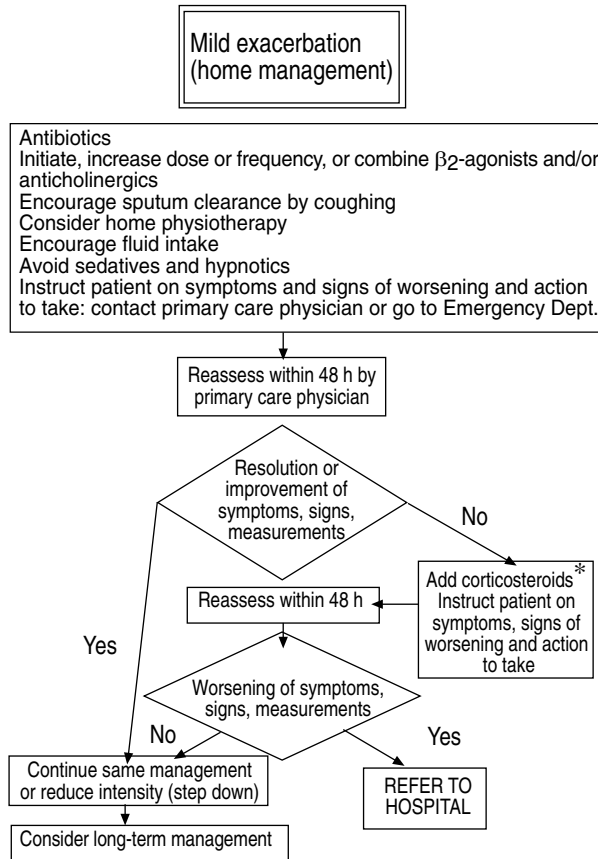 Mild exacerbation
(home management)
Antibiotics
Initiate, increase dose or frequency, or combine β2-agonists and/or
anticholinergics
Encourage sputum clearance by coughing
Consider home physiotherapy
Encourage fluid intake
Avoid sedatives and hypnotics
Instruct patient on symptoms and signs of worsening and action
to take: contact primary care physician or go to Emergency Dept.
Reassess within 48 h by
primary care physician
Resolution or
improvement of
symptoms, signs,
measurements
No
Add corticosteroids*
Instruct patient on
symptoms, signs of
worsening and action
to take
Reassess within 48 h
Yes
Worsening of symptoms,
signs, measurements
No
Yes
Continue same management
or reduce intensity (step down)
REFER TO
HOSPITAL
Consider long-term management